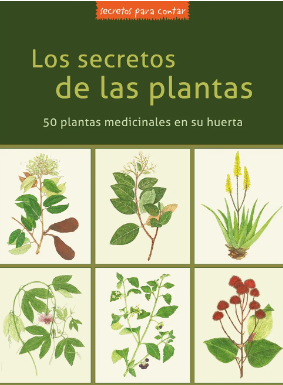 secretos para contar
Los secretos
de las plantas
50 plantas medicinales en su huerta